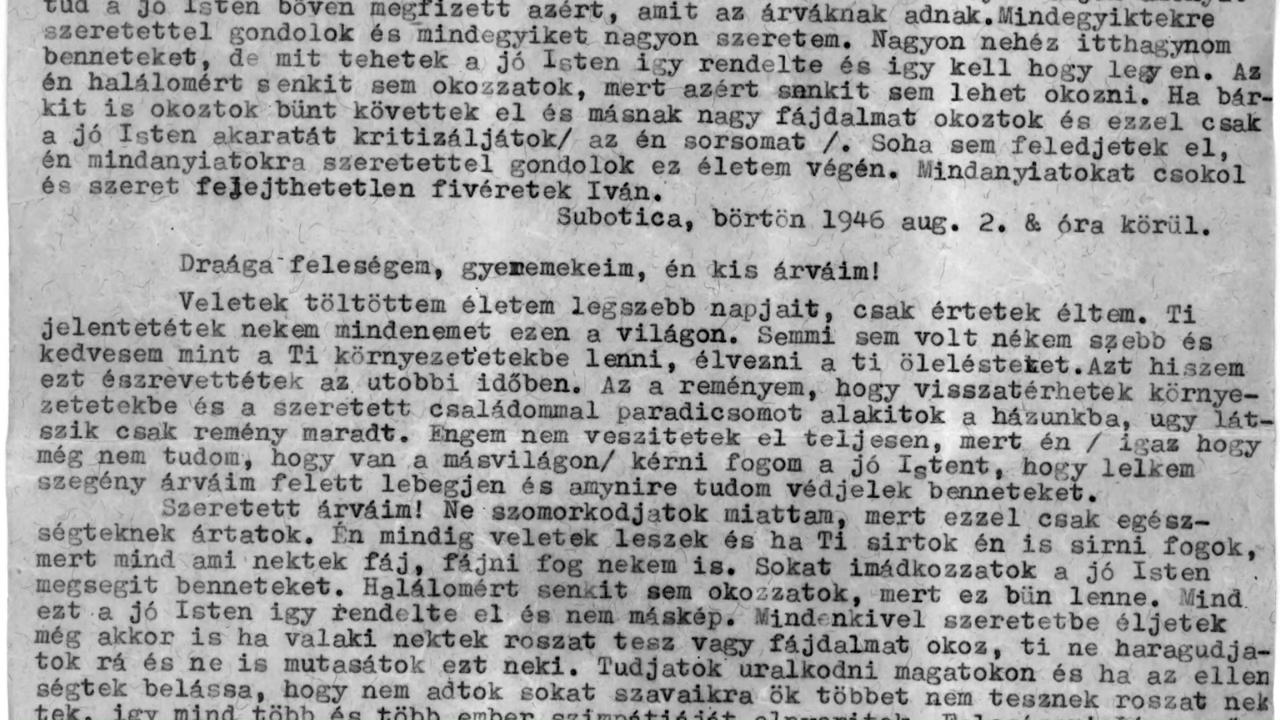 tud a jó Isten bőven megfizett azért, amit az árváknak adnak.Mindegyiktekre
szeretettel gondolok és mindegyiket nagyon szeretem. Nagyon nehéz itthagynom
benneteket, de mit tehetek a jó Isten igy rendelte és igy kell hogy legyen. Az
én halálomért senkit sem okozzatok, mert azért senkit sem lehet okozni. Ha bár-
kit is okoztok bünt követtek el és másnak nagy fájdalmat okoztok és ezzel csak
a jó Isten akaratát kritizáljátok/ az én sorsomat /. Soha sem feledjetek el,
én mindanyiatokra szeretettel gondolok ez életem végén. Mindanyiatokat csokol
és szeret felejthetetlen fivéretek Iván.
Subotica, börtön 1946 aug. 2. & óra körül.
Draága feleségem, gyememekeim, én kis árváim!
Veletek töltöttem életem legszebb napjait, csak értetek éltem. Ti
jelentetétek nekem mindenemet ezen a világon. Semmi sem volt nékem szebb és
kedvesem mint a Ti környezetetekbe lenni, élvezni a ti ölelésteket.Azt hiszem
ezt észrevettétek az utobbi időben. Az a reményem, hogy visszatérhetek környe-
zetetekbe és a szeretett családommal paradicsomot alakitok a házunkba, ugy lát-
szik csak remény maradt. Engem nem veszitetek el teljesen, mert én / igaz hogy
még nem tudom, hogy van a másvilágon/ kérni fogom a jó Istent, hogy lelkem
szegény árváim felett lebegjen és amynire tudom védjelek benneteket.
Szeretett árváim! Ne szomorkodjatok miattam, mert ezzel csak egész-
ségteknek ártatok. Én mindig veletek leszek és ha Ti sirtok én is sirni fogok,
mert mind ami nektek fáj, fájni fog nekem is. Sokat imádkozzatok a jó Isten
megsegit benneteket. Halálomért senkit sem okozzatok, mert ez bün lenne. Mind
ezt a jó Isten igy rendelte el és nem máskép. Mindenkivel szeretetbe éljetek
még akkor is ha valaki nektek roszat tesz vagy fájdalmat okoz, ti ne haragudja-
tok rá és ne is mutasátok ezt neki. Tudjatok uralkodni magatokon és ha az ellen
ségtek belássa, hogy nem adtok sokat szavaikra ök többet nem tesznek roszat nek
tek, igy mind több és több ember szimpátiáját